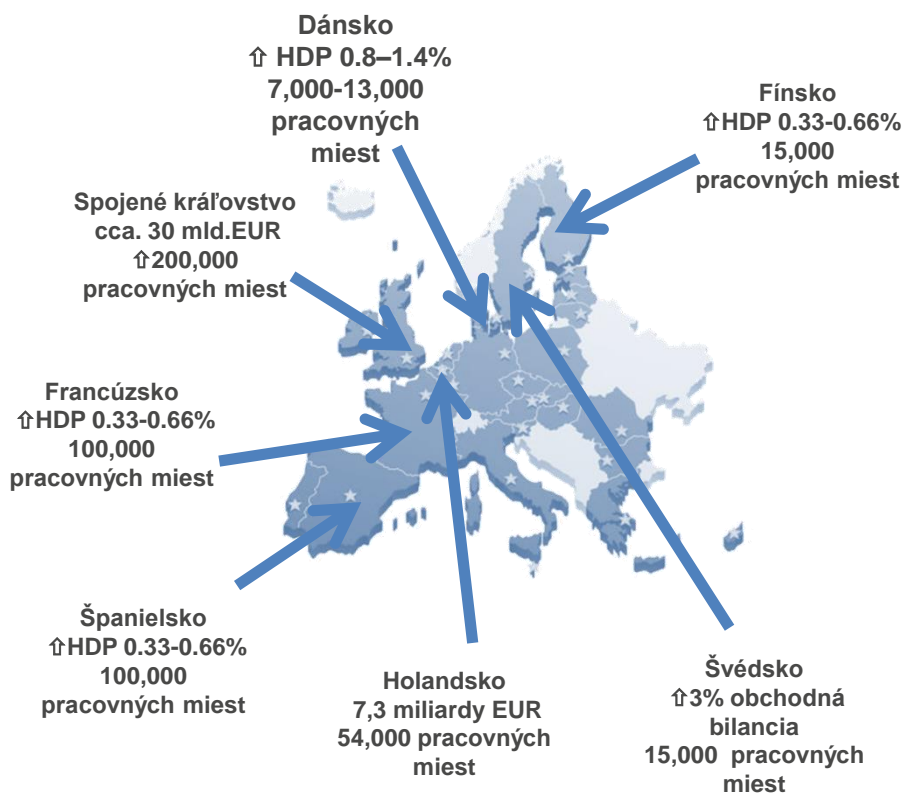 Dánsko
⇧ HDP 0.8–1.4%
7,000-13,000
pracovných
miest
Fínsko
⇧HDP 0.33-0.66%
15,000
pracovných miest
Spojené kráľovstvo
cca. 30 mld.EUR
⇧200,000
pracovných miest
Francúzsko
⇧HDP 0.33-0.66%
100,000
pracovných miest
Španielsko
⇧HDP 0.33-0.66%
100,000
pracovných miest
Holandsko
7,3 miliardy EUR
54,000 pracovných
miest
Švédsko
⇧3% obchodná
bilancia
15,000 pracovných
miest